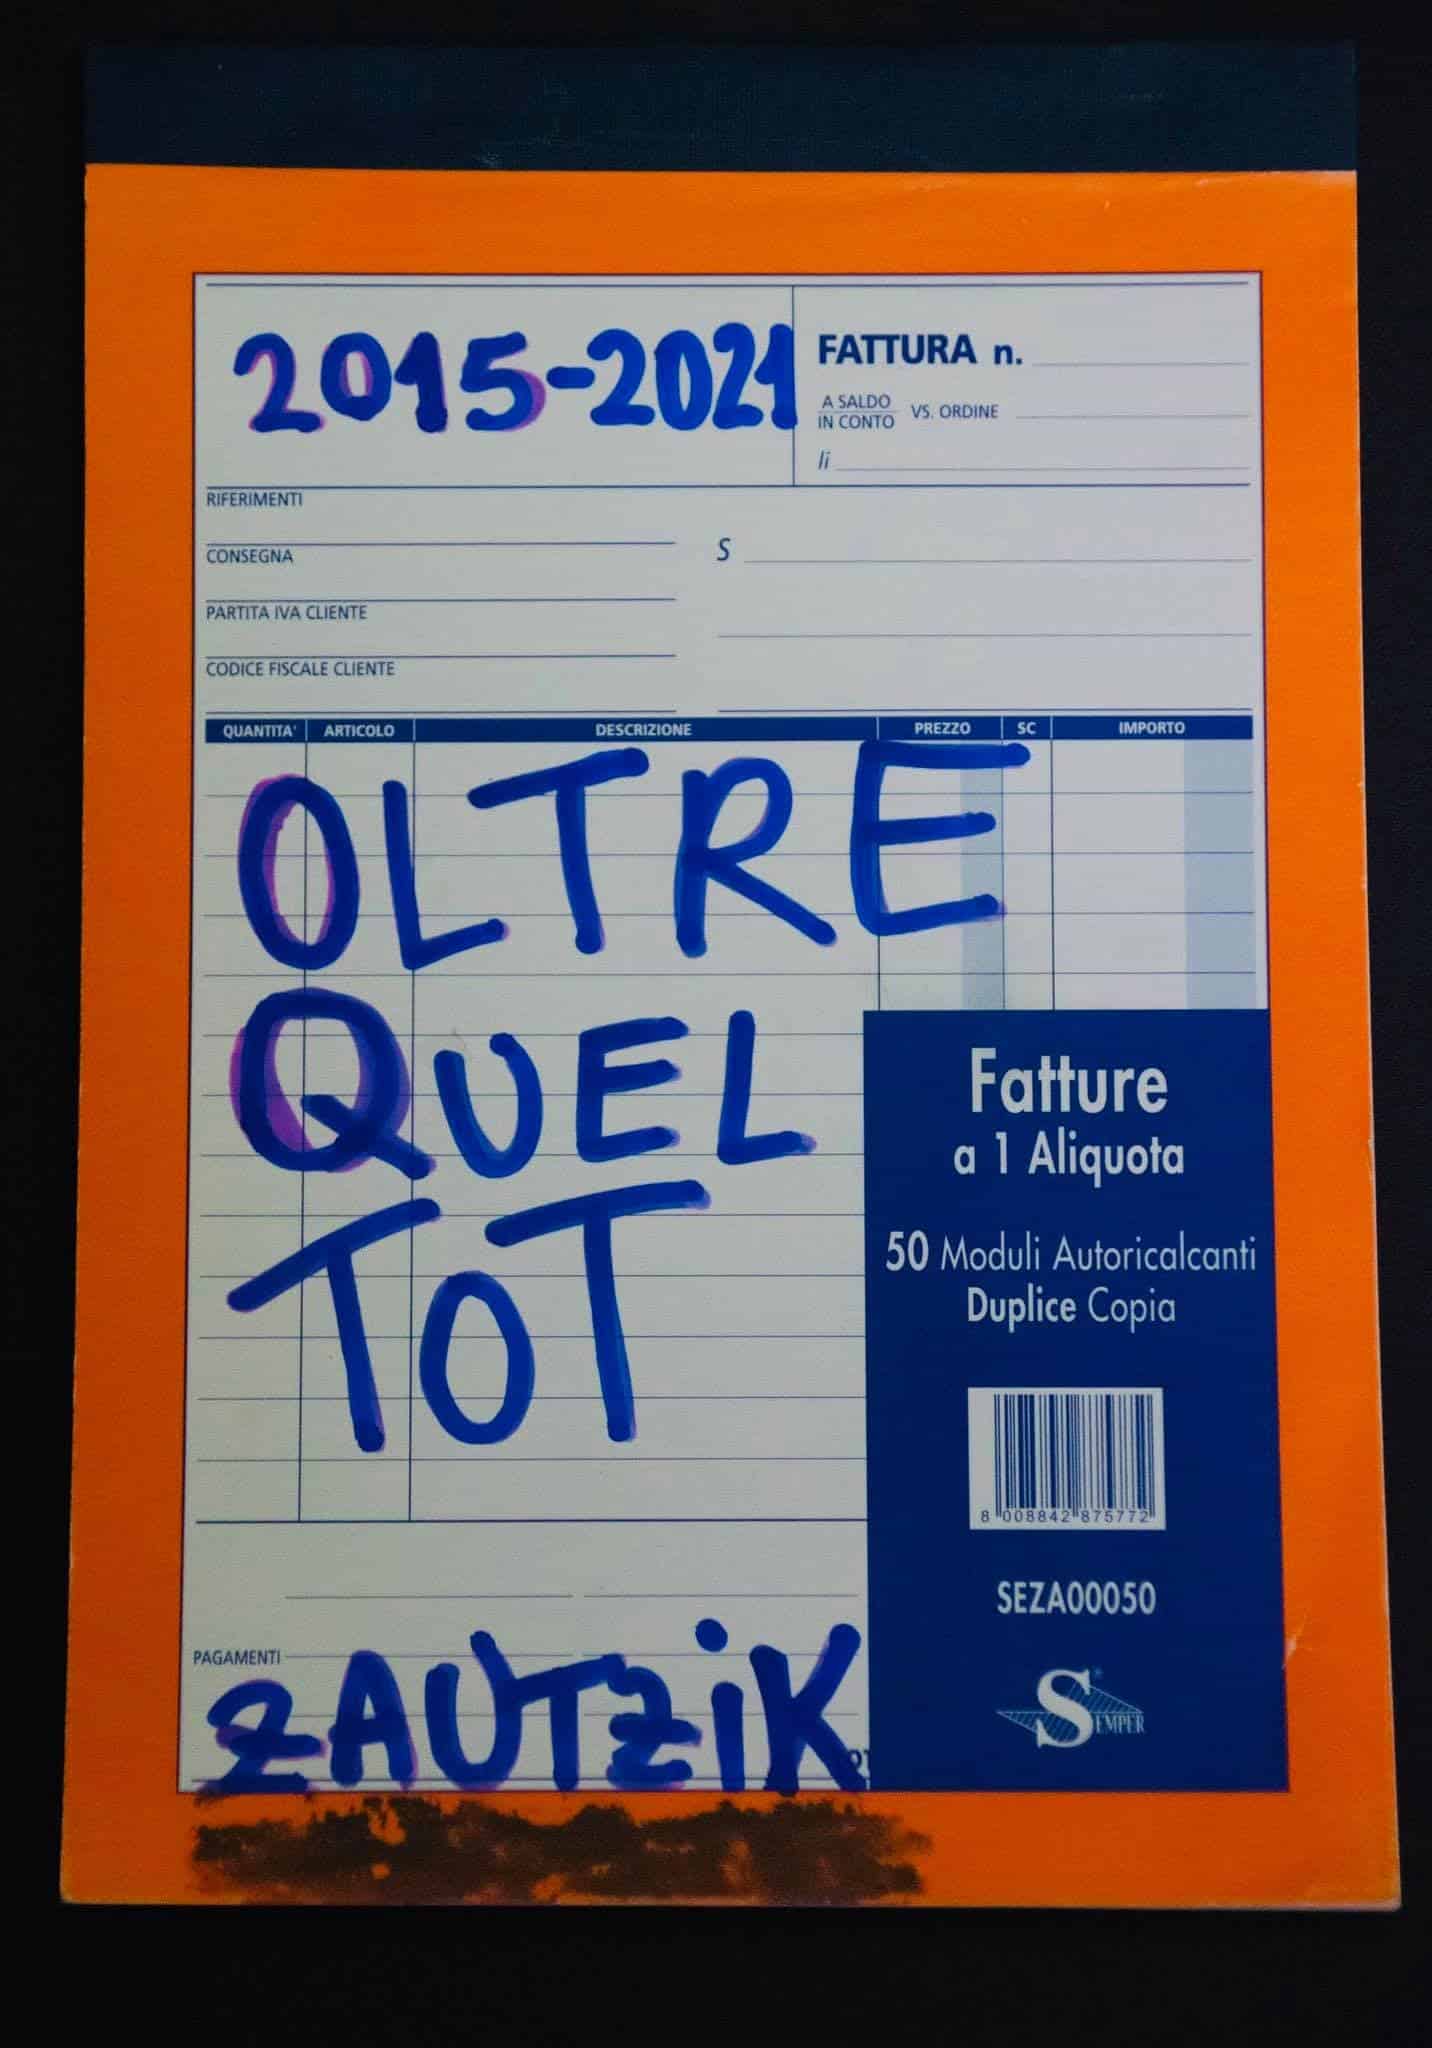 2015-2021
FATTURA n.
A SALDO
IN CONTO
VS. ORDINE
li
RIFERIMENTI
CONSEGNA
S
PARTITA IVA CLIENTE
CODICE FISCALE CLIENTE
QUANTITA' ARTICOLO DESCRIZIONE PREZZO SC IMPORTO
OLTRE
QUEL
TOT
Fatture
a 1 Aliquota
50 Moduli Autoricalcanti
Duplice Copia
8 008842 875772
SEZA00050
SEMPER
PAGAMENTI
ZAUTZiK